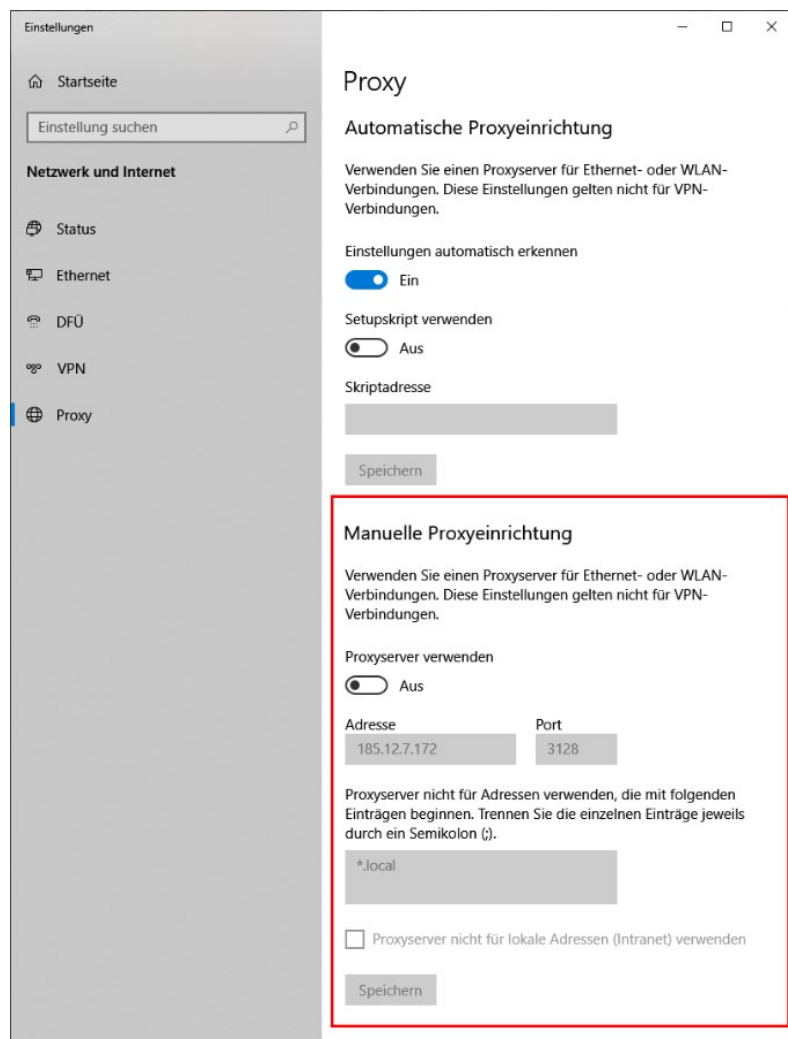 Einstellungen
Startseite
Einstellung suchen
Netzwerk und Internet
Status
Ethernet
DFÜ
VPN
Proxy
Proxy
Automatische Proxyeinrichtung
Verwenden Sie einen Proxyserver für Ethernet- oder WLAN-
Verbindungen. Diese Einstellungen gelten nicht für VPN-
Verbindungen.
Einstellungen automatisch erkennen
Ein
Setupskript verwenden
Aus
Skriptadresse
Speichern
Manuelle Proxyeinrichtung
Verwenden Sie einen Proxyserver für Ethernet- oder WLAN-
Verbindungen. Diese Einstellungen gelten nicht für VPN-
Verbindungen.
Proxyserver verwenden
Aus
Adresse Port
185.12.7.172 3128
Proxyserver nicht für Adressen verwenden, die mit folgenden
Einträgen beginnen. Trennen Sie die einzelnen Einträge jeweils
durch ein Semikolon (;).
*.local
Proxyserver nicht für lokale Adressen (Intranet) verwenden
Speichern